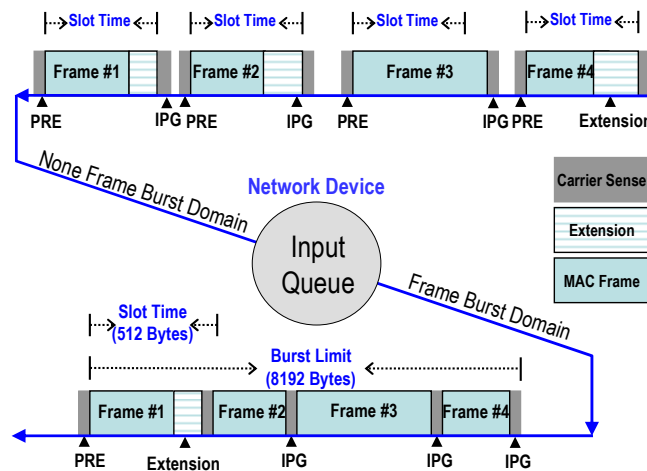 Slot Time Slot Time Slot Time Slot Time
Frame #1 Frame #2 Frame #3 Frame #4
PRE IPG PRE IPG PRE IPG PRE Extension
None Frame Burst Domain
Network Device
Input
Queue
Frame Burst Domain
Carrier Sense
Extension
MAC Frame
Slot Time
(512 Bytes)
Burst Limit
(8192 Bytes)
Frame #1 Frame #2 Frame #3 Frame #4
PRE Extension IPG IPG IPG